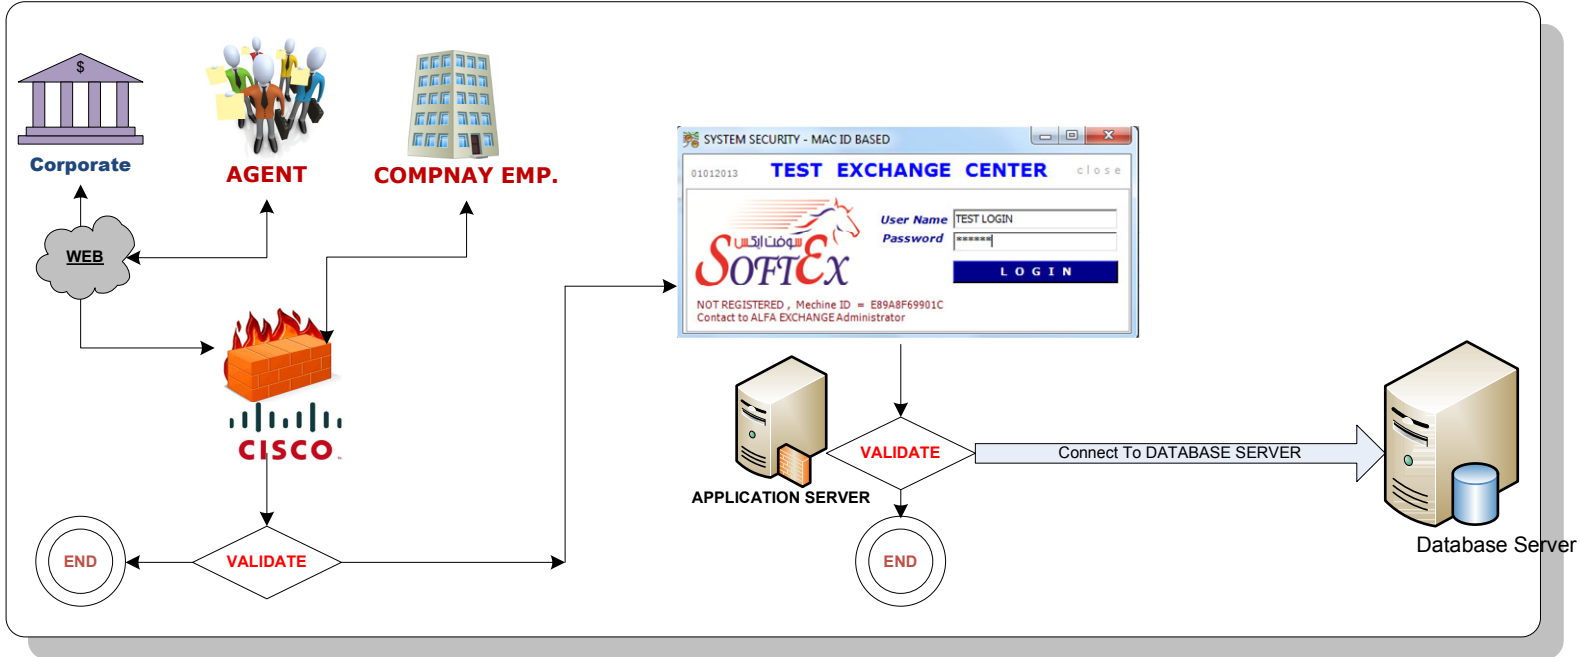 $
Corporate
AGENT
COMPNAY EMP.
WEB
CISCO
VALIDATE
END
SYSTEM SECURITY - MAC ID BASED
01012013 TEST EXCHANGE CENTER close
سوفت ايكس
SOFTEX
User Name TEST LOGIN
Password ******
LOGIN
NOT REGISTERED , Mechine ID = E89A8F69901C
Contact to ALFA EXCHANGE Administrator
APPLICATION SERVER
VALIDATE
Connect To DATABASE SERVER
END
Database Server